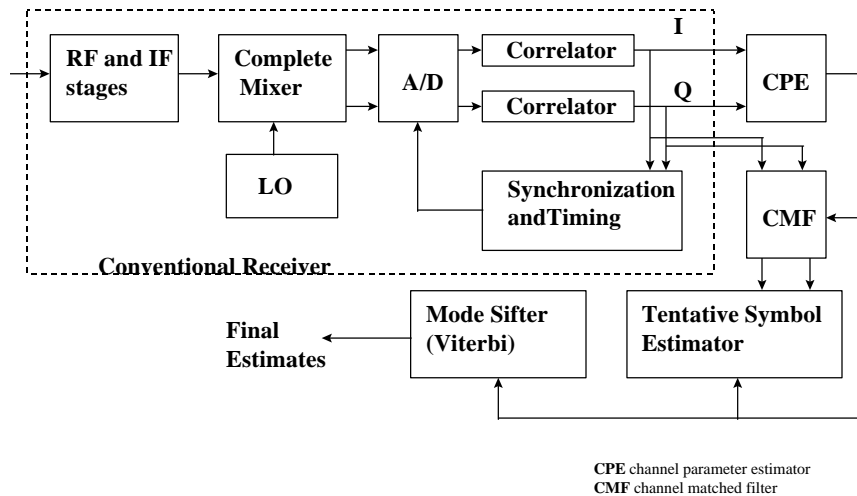 RF and IF
stages
Complete
Mixer
A/D
Correlator
Correlator
I
Q
CPE
LO
Synchronization
andTiming
CMF
Conventional Receiver
Final
Estimates
Mode Sifter
(Viterbi)
Tentative Symbol
Estimator
CPE channel parameter estimator
CMF channel matched filter